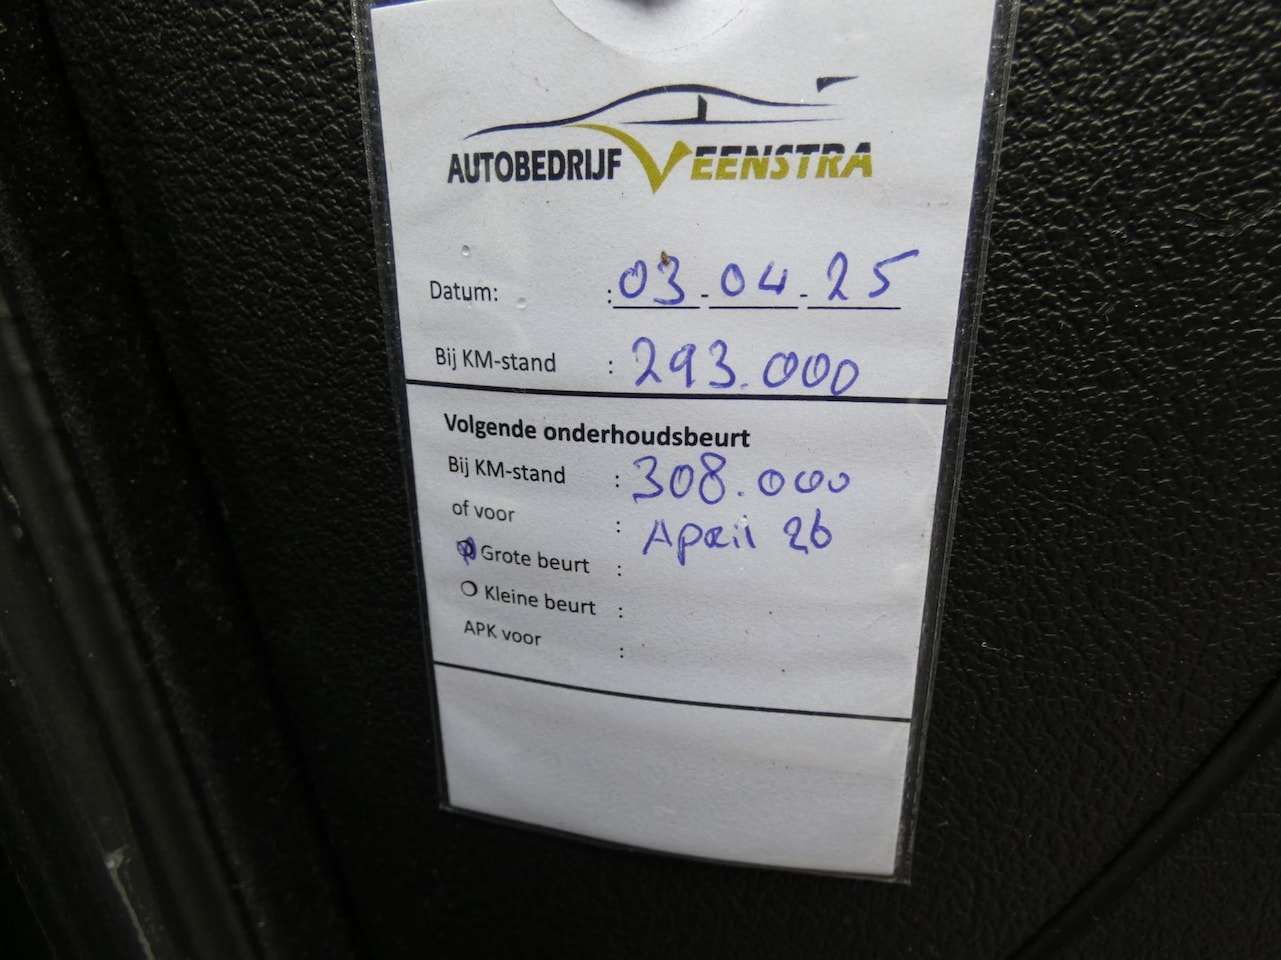 AUTOBEDRIJF VEENSTRA
Datum: : 03-04-25
Bij KM-stand : 293.000
Volgende onderhoudsbeurt
Bij KM-stand : 308.000
of voor : April 26
Grote beurt :
Kleine beurt :
APK voor :